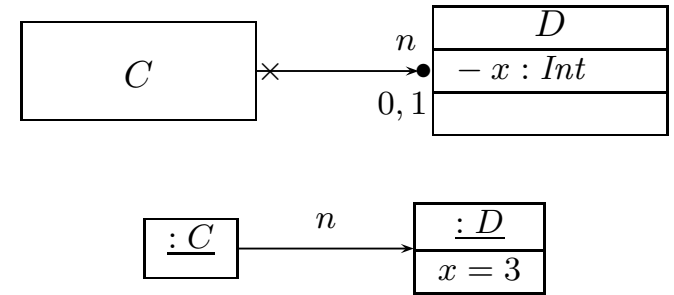 n
D
C
− x : Int
0, 1
n
: C
: D
x = 3